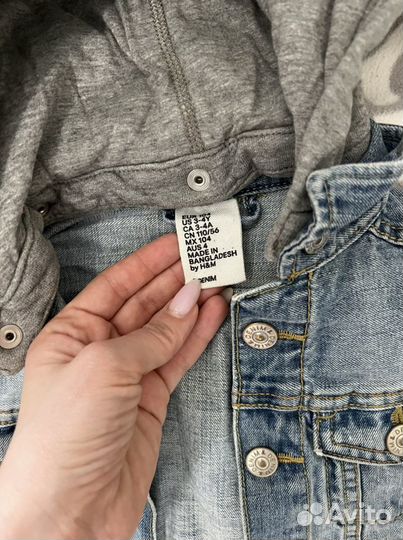 US 3-4Y
CA 3-4A
CN 110/56
MX 104
AUS 4
MADE IN
BANGLADESH
by H&M
DENIM
DENIM
Avito